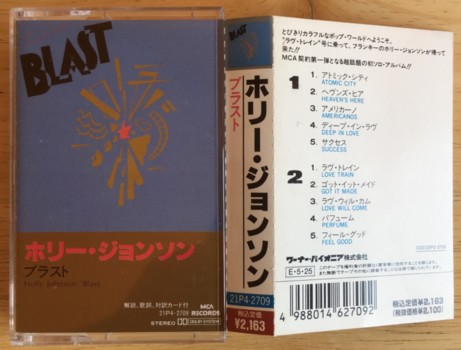 BLAST
ホリー・ジョンソン
ブラスト
Holly Johnson/Blast
解説、歌詞、対訳カード付
STEREO
MCA
RECORDS
21P4-2709
税込定価
¥2,163
ブラスト
ホリー・ジョンソン
21P4-2709
税込定価
¥2,163
とびきりカラフルなポップ・ワールドへようこそ。
"ラヴ・トレイン"号に乗って、フランキーのホリー・ジョンソンが帰って
来た!!
MCA契約第一弾となる超話題の初ソロ・アルバム!!
1
1. アトミック・シティ
ATOMIC CITY
2. ヘヴンズ・ヒア
HEAVEN'S HERE
3. アメリカーノ
AMERICANOS
4. ディープ・イン・ラヴ
DEEP IN LOVE
5. サクセス
SUCCESS
2
1. ラヴ・トレイン
LOVE TRAIN
2. ゴット・イット・メイド
GOT IT MADE
3. ラヴ・ウィル・カム
LOVE WILL COME
4. パフューム
PERFUME
5. フィール・グッド
FEEL GOOD
ワーナー・パイオニア株式会社
E・5・25
税込定価¥2,163
(税抜価格¥2,100)
4 988014 627092